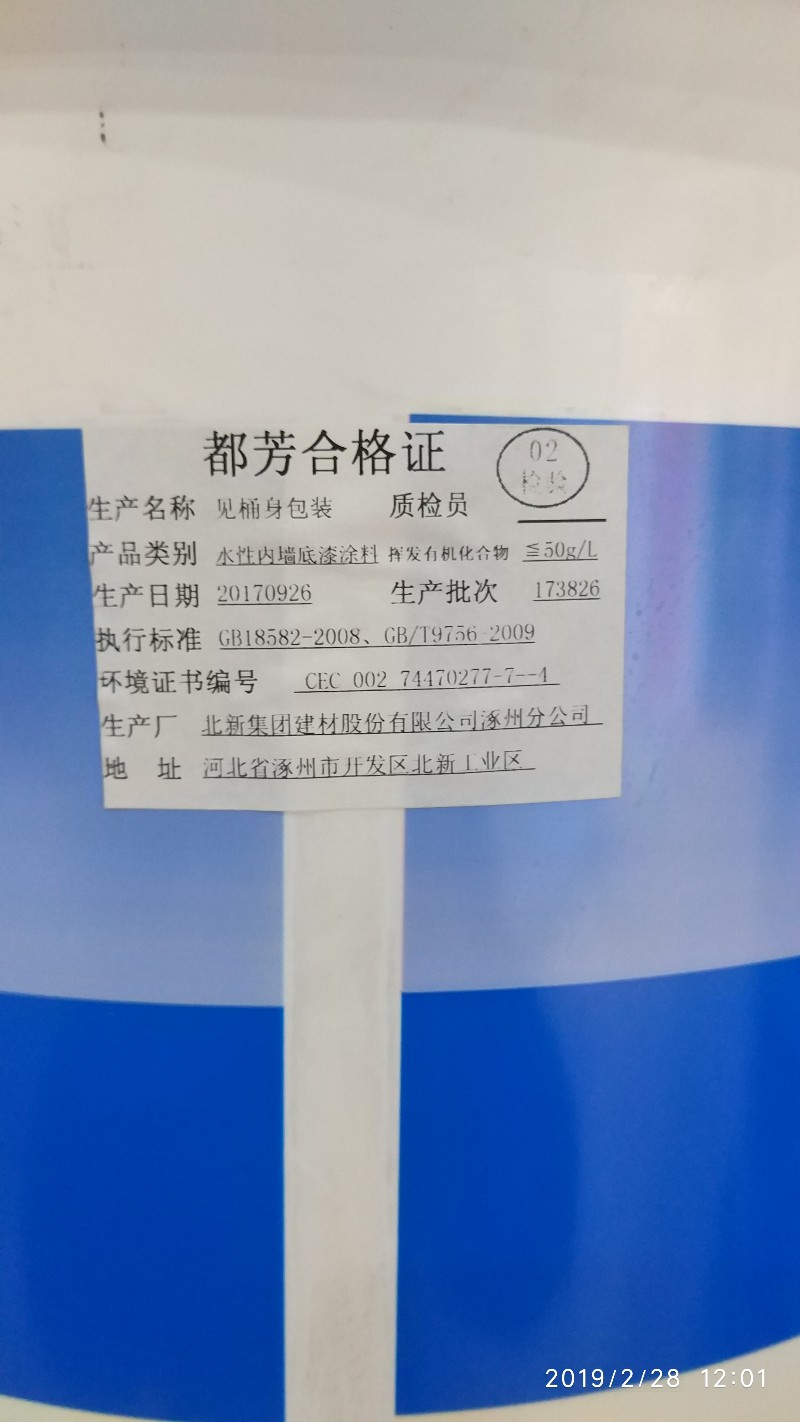 都芳合格证
02
检验
生产名称 见桶身包装 质检员
产品类别 水性内墙底漆涂料 挥发有机化合物 ≦50g/L
生产日期 20170926 生产批次 173826
执行标准 GB18582-2008、GB/T9756-2009
环境证书编号 CEC 002 74470277-7--4
生产厂 北新集团建材股份有限公司涿州分公司
地 址 河北省涿州市开发区北新工业区
2019/2/28 12:01